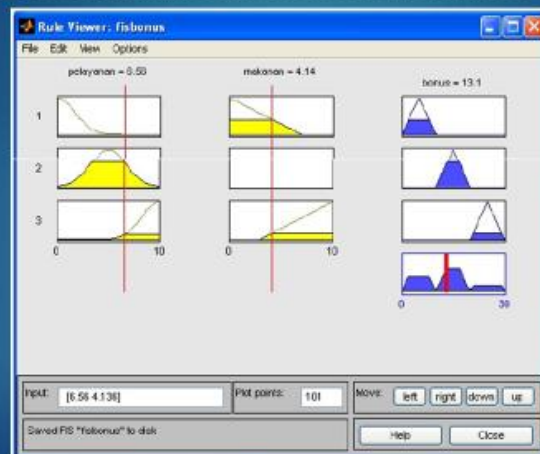 Rule Viewer: fisbonus
File Edit View Options
pelayanan = 6.56
makanan = 4.14
bonus = 13.1
1
2
3
0 10
0 10
0 30
Input: [6.56 4.136]
Plot points: 101
Move: left right down up
Saved FIS "fisbonus" to disk
Help Close